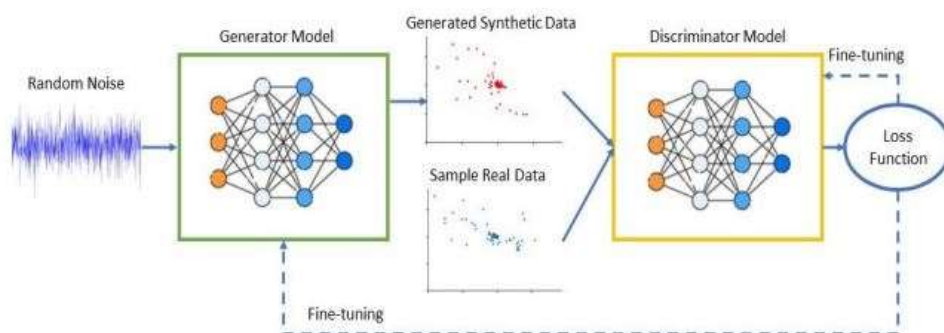 Generated Synthetic Data
Generator Model
Discriminator Model
Fine-tuning
Random Noise
Loss
Function
Sample Real Data
Fine-tuning